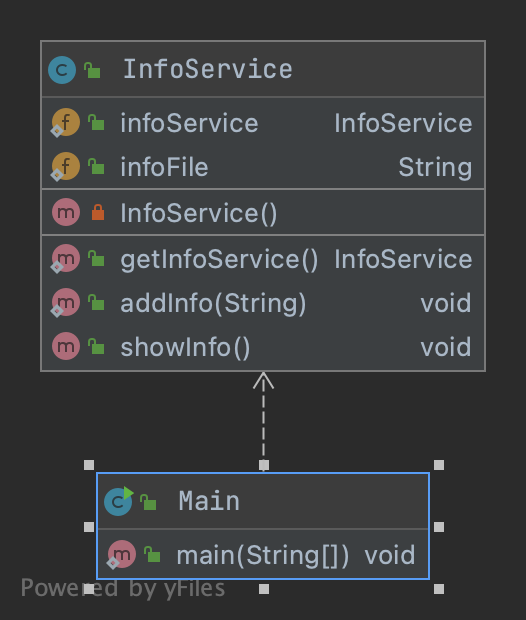 InfoService
infoService InfoService
infoFile String
InfoService()
getInfoService() InfoService
addInfo(String) void
showInfo() void
Main
main(String[]) void
Powered by yFiles